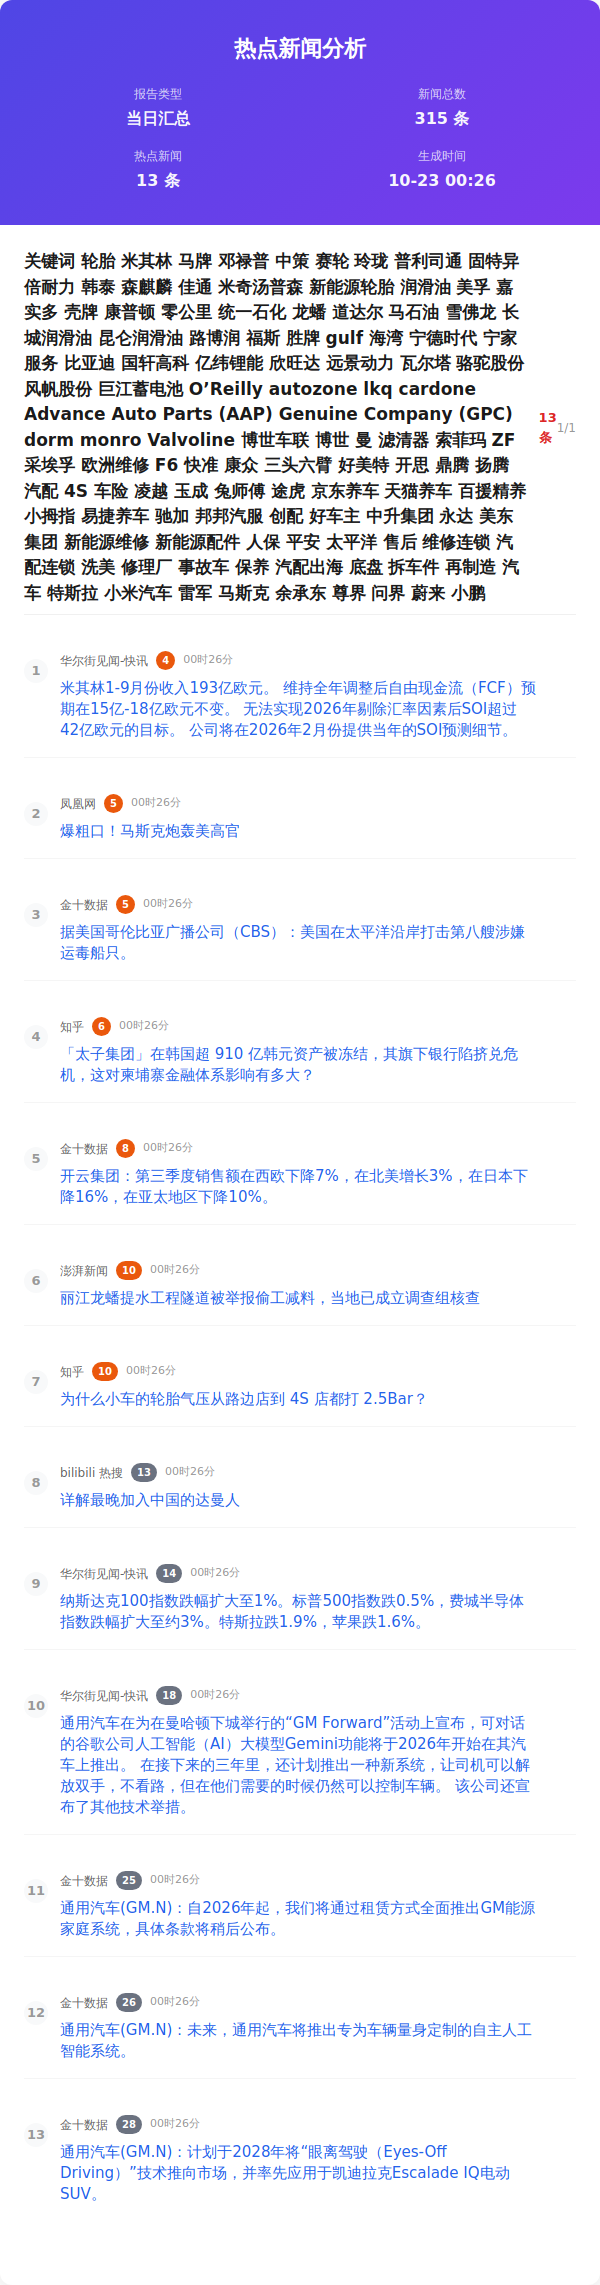 热点新闻分析
报告类型
新闻总数
当日汇总
315 条
热点新闻
生成时间
13 条
10-23 00:26
关键词 轮胎 米其林 马牌 邓禄普 中策 赛轮 玲珑 普利司通 固特异
倍耐力 韩泰 森麒麟 佳通 米奇汤普森 新能源轮胎 润滑油 美孚 嘉
实多 壳牌 康普顿 零公里 统一石化 龙蟠 道达尔 马石油 雪佛龙 长
城润滑油 昆仑润滑油 路博润 福斯 胜牌 gulf 海湾 宁德时代 宁家
服务 比亚迪 国轩高科 亿纬锂能 欣旺达 远景动力 瓦尔塔 骆驼股份
风帆股份 巨江蓄电池 O’Reilly autozone lkq cardone
Advance Auto Parts (AAP) Genuine Company (GPC)
dorm monro Valvoline 博世车联 博世 曼 滤清器 索菲玛 ZF
采埃孚 欧洲维修 F6 快准 康众 三头六臂 好美特 开思 鼎腾 扬腾
汽配 4S 车险 凌越 玉成 兔师傅 途虎 京东养车 天猫养车 百援精养
小拇指 易捷养车 驰加 邦邦汽服 创配 好车主 中升集团 永达 美东
集团 新能源维修 新能源配件 人保 平安 太平洋 售后 维修连锁 汽
配连锁 洗美 修理厂 事故车 保养 汽配出海 底盘 拆车件 再制造 汽
车 特斯拉 小米汽车 雷军 马斯克 余承东 尊界 问界 蔚来 小鹏
13
条
1/1
1
华尔街见闻-快讯 4 00时26分
米其林1-9月份收入193亿欧元。 维持全年调整后自由现金流（FCF）预
期在15亿-18亿欧元不变。 无法实现2026年剔除汇率因素后SOI超过
42亿欧元的目标。 公司将在2026年2月份提供当年的SOI预测细节。
2
凤凰网 5 00时26分
爆粗口！马斯克炮轰美高官
3
金十数据 5 00时26分
据美国哥伦比亚广播公司（CBS）：美国在太平洋沿岸打击第八艘涉嫌
运毒船只。
4
知乎 6 00时26分
「太子集团」在韩国超 910 亿韩元资产被冻结，其旗下银行陷挤兑危
机，这对柬埔寨金融体系影响有多大？
5
金十数据 8 00时26分
开云集团：第三季度销售额在西欧下降7%，在北美增长3%，在日本下
降16%，在亚太地区下降10%。
6
澎湃新闻 10 00时26分
丽江龙蟠提水工程隧道被举报偷工减料，当地已成立调查组核查
7
知乎 10 00时26分
为什么小车的轮胎气压从路边店到 4S 店都打 2.5Bar？
8
bilibili 热搜 13 00时26分
详解最晚加入中国的达曼人
9
华尔街见闻-快讯 14 00时26分
纳斯达克100指数跌幅扩大至1%。标普500指数跌0.5%，费城半导体
指数跌幅扩大至约3%。特斯拉跌1.9%，苹果跌1.6%。
10
华尔街见闻-快讯 18 00时26分
通用汽车在为在曼哈顿下城举行的“GM Forward”活动上宣布，可对话
的谷歌公司人工智能（AI）大模型Gemini功能将于2026年开始在其汽
车上推出。 在接下来的三年里，还计划推出一种新系统，让司机可以解
放双手，不看路，但在他们需要的时候仍然可以控制车辆。 该公司还宣
布了其他技术举措。
11
金十数据 25 00时26分
通用汽车(GM.N)：自2026年起，我们将通过租赁方式全面推出GM能源
家庭系统，具体条款将稍后公布。
12
金十数据 26 00时26分
通用汽车(GM.N)：未来，通用汽车将推出专为车辆量身定制的自主人工
智能系统。
13
金十数据 28 00时26分
通用汽车(GM.N)：计划于2028年将“眼离驾驶（Eyes-Off
Driving）”技术推向市场，并率先应用于凯迪拉克Escalade IQ电动
SUV。